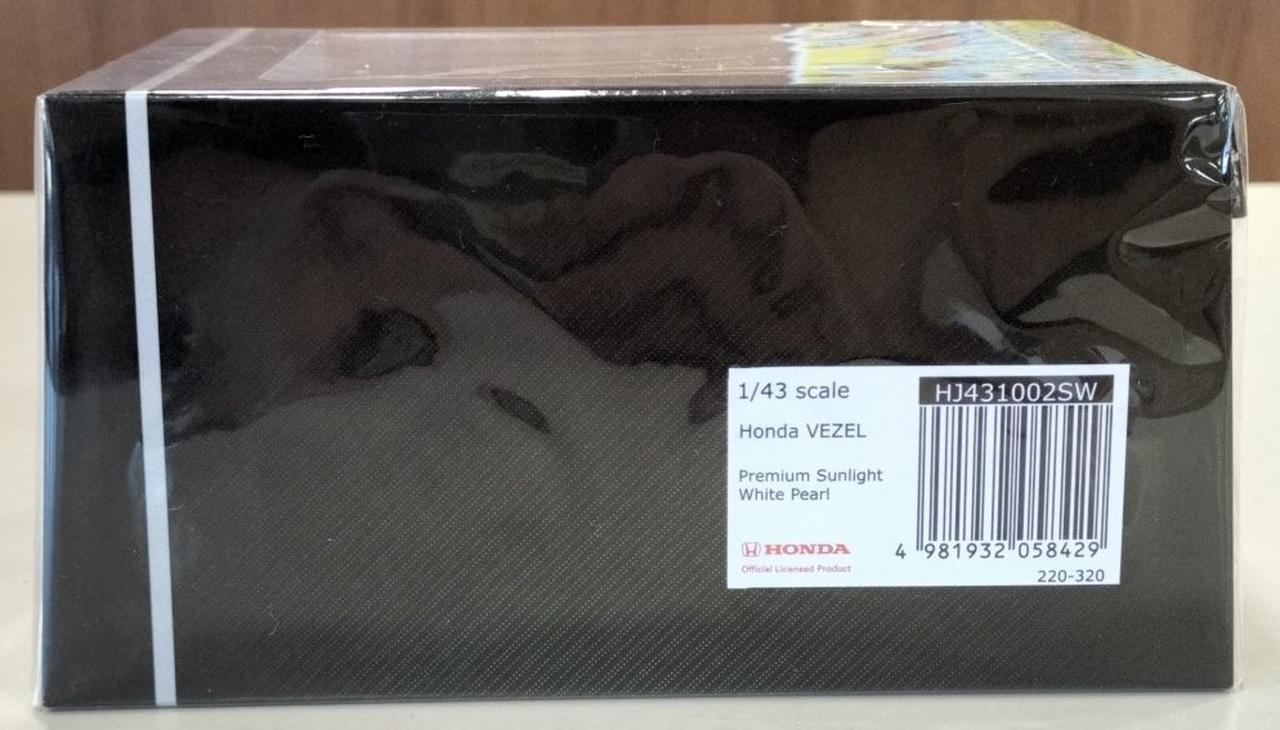 1/43 scale
HJ431002SW
Honda VEZEL
Premium Sunlight
White Pearl
HONDA
Official Licensed Product
4 981932 058429
220-320